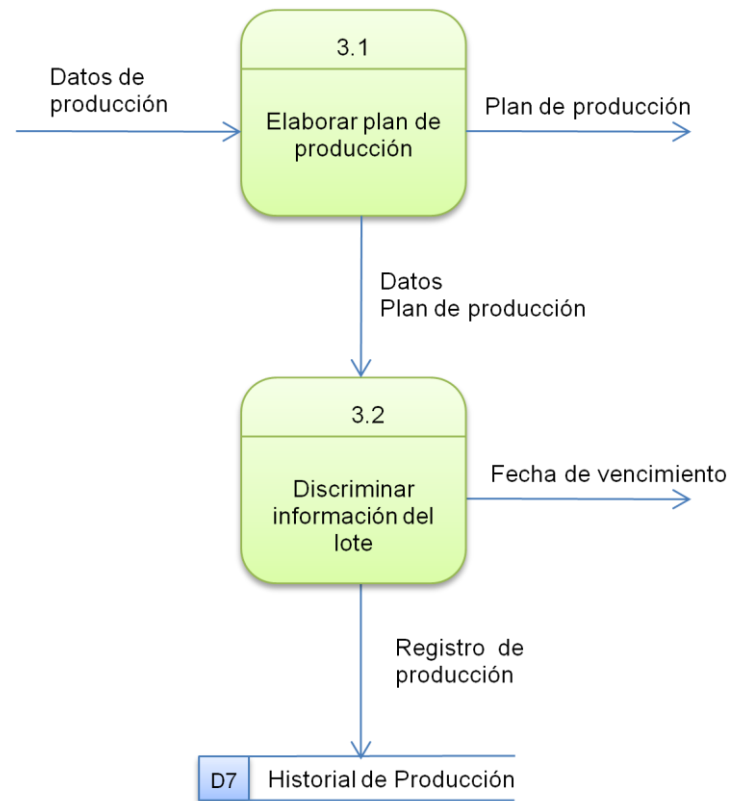 3.1
Datos de
producción
Elaborar plan de
producción
Plan de producción
Datos
Plan de producción
3.2
Discriminar
información del
lote
Fecha de vencimiento
Registro de
producción
D7
Historial de Producción